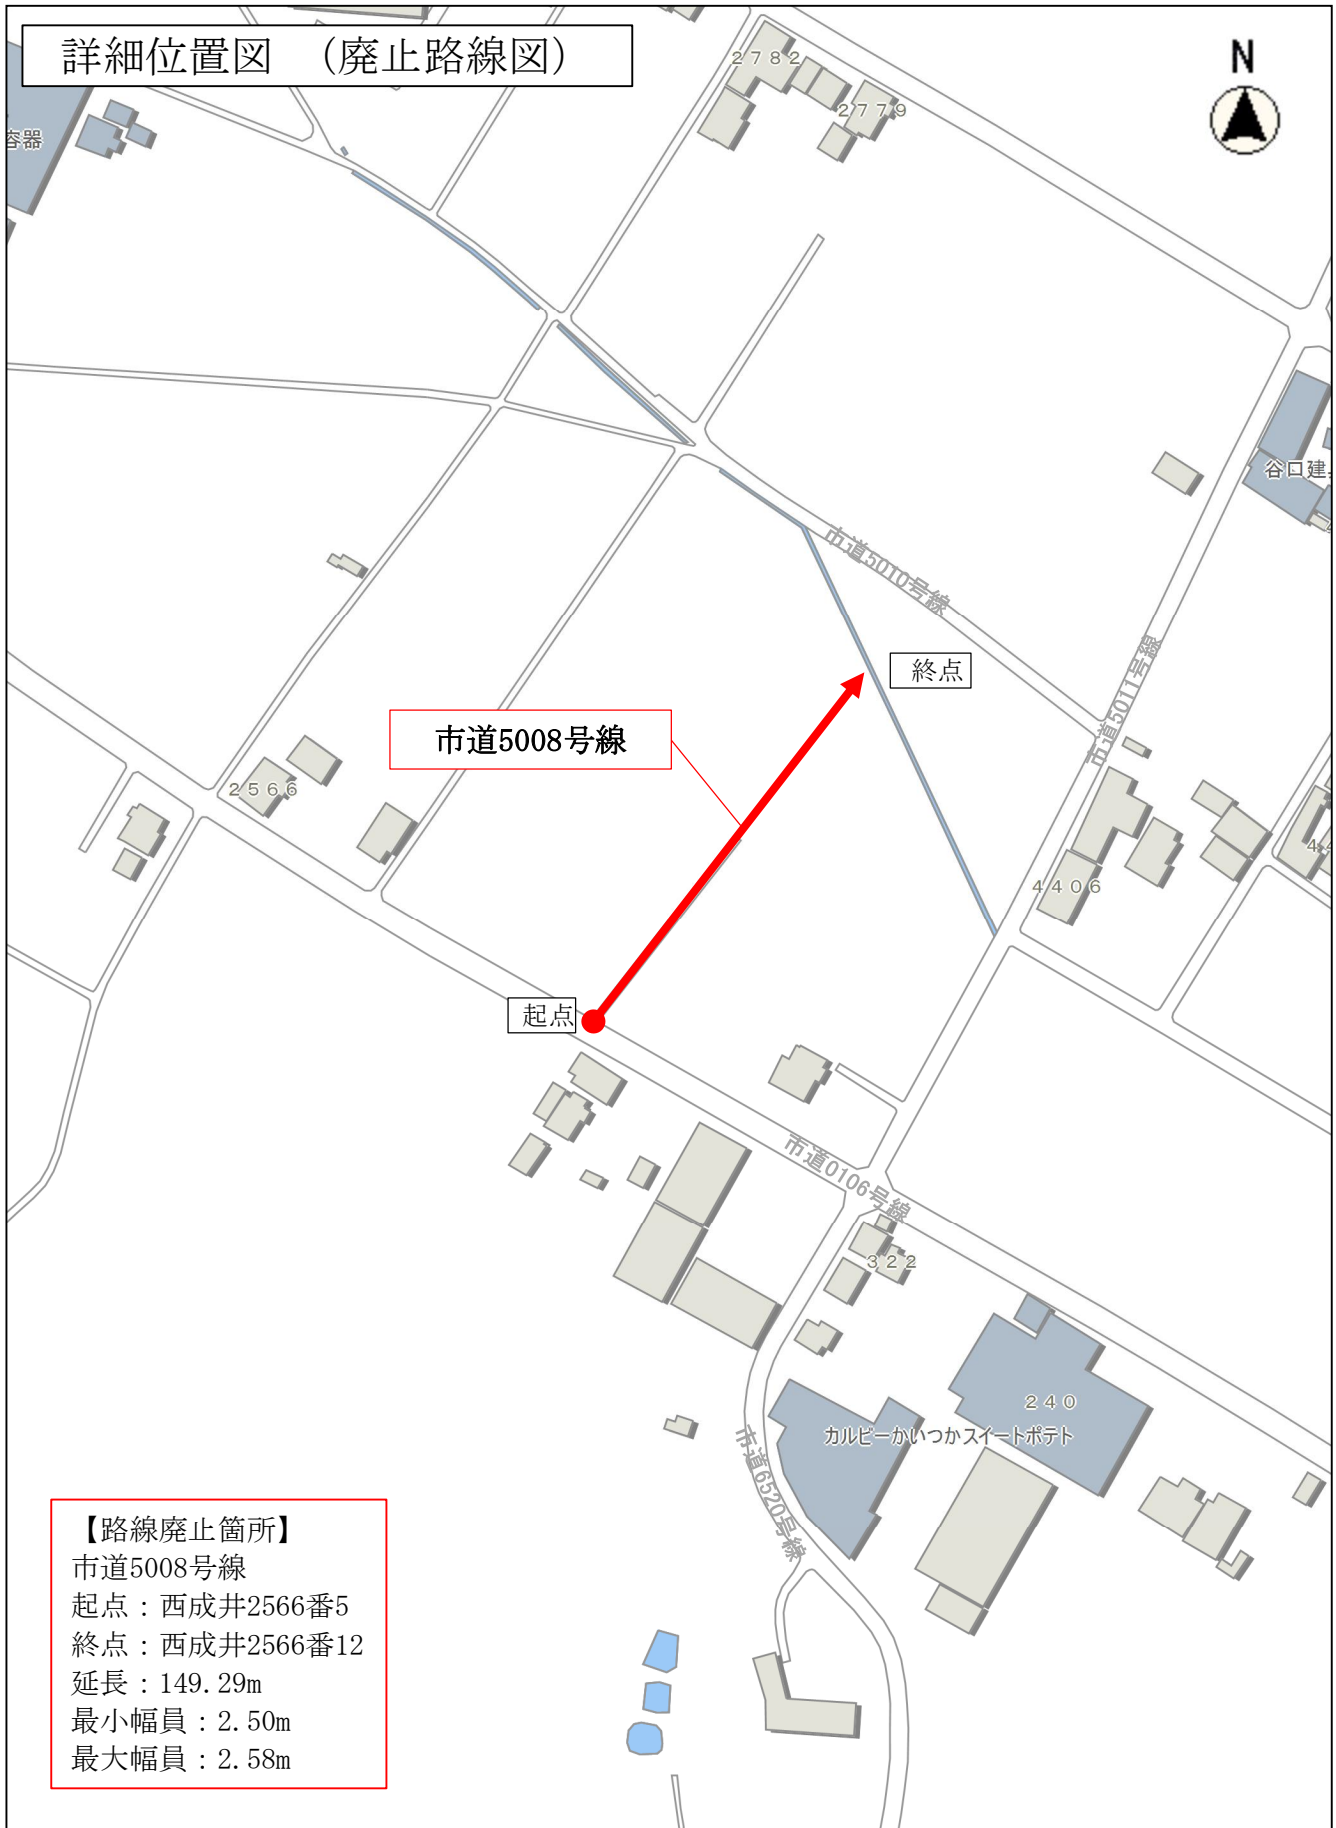 詳細位置図　（廃止路線図）
N
２７８２
２７７９
容器
谷口建
市道5010号線
終点
市道5011号線
市道5008号線
２５６６
４４０６
起点
市道0106号線
３２２
２４０
カルビーかいつかスイートポテト
市道6520号線
【路線廃止箇所】
市道5008号線
起点：西成井2566番5
終点：西成井2566番12
延長：149.29m
最小幅員：2.50m
最大幅員：2.58m